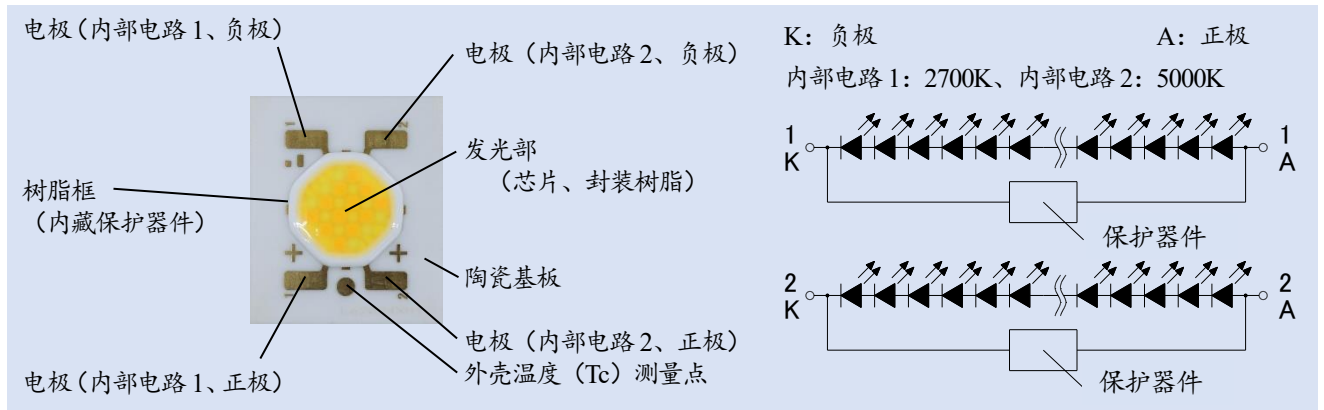 电极（内部电路 1、负极）
电极（内部电路 2、负极）
发光部
（芯片、封装树脂）
树脂框
（内藏保护器件）
陶瓷基板
电极（内部电路 2、正极）
外壳温度（Tc）测量点
电极（内部电路 1、正极）
1
2
1
2
K：负极
A：正极
内部电路 1：2700K、内部电路 2：5000K
1
K
1
A
保护器件
2
K
2
A
保护器件